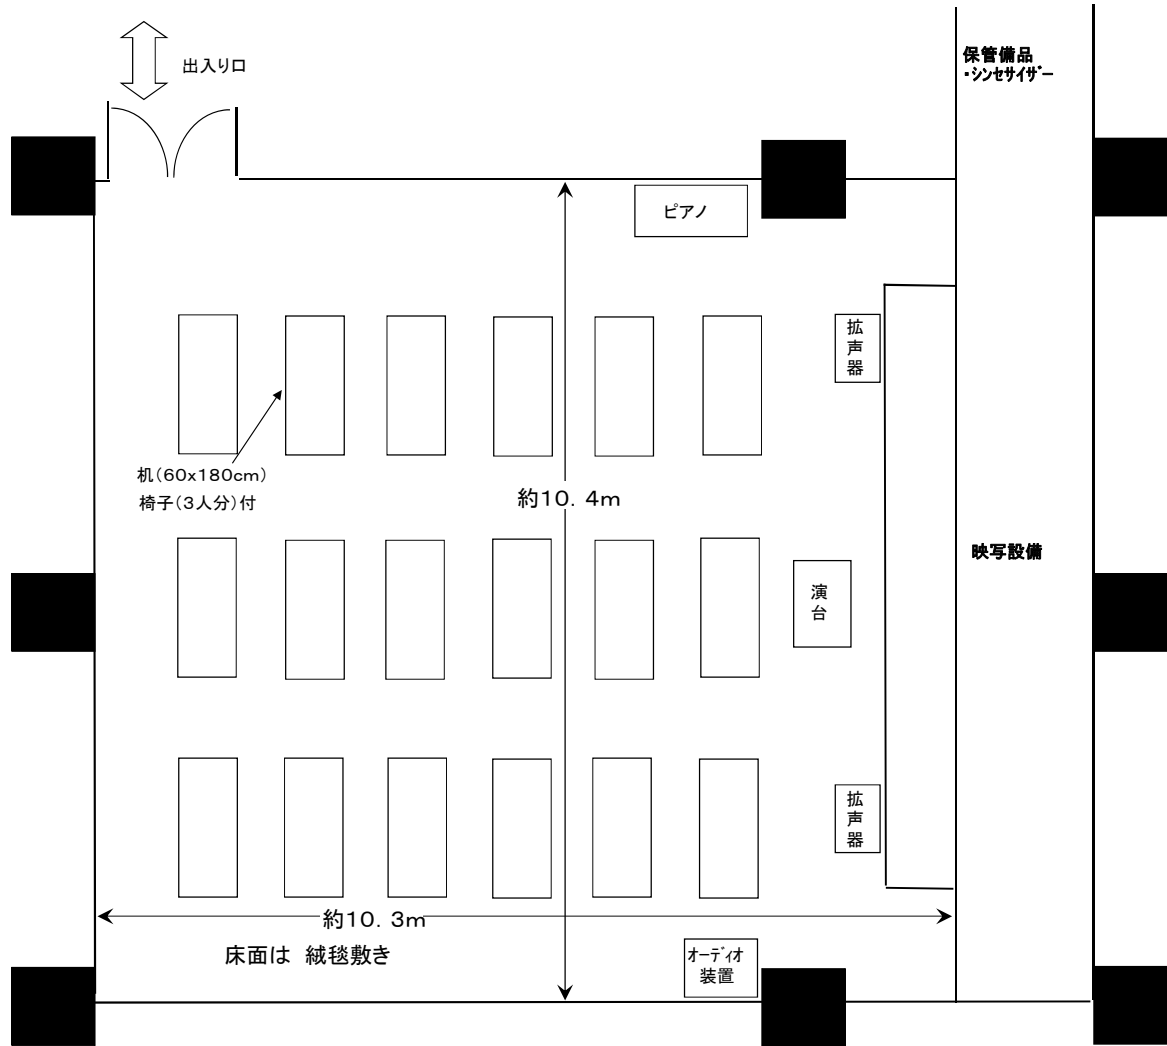 出入り口
保管備品
・ｼﾝｾｻｲｻﾞｰ
ピアノ
拡
声
器
机(60x180cm)
椅子(3人分)付
約10．4m
映写設備
演
台
拡
声
器
約10．3m
床面は 絨毯敷き
ｵｰﾃﾞｨｵ
装置